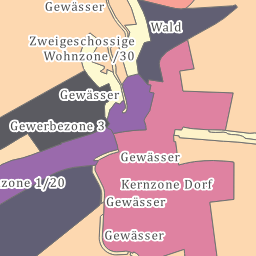 Gewässer
Wald
Zweigeschossige
Wohnzone /30
Gewässer
Gewerbezone 3
Gewässer
zone 1/20
Kernzone Dorf
Gewässer
Gewässer